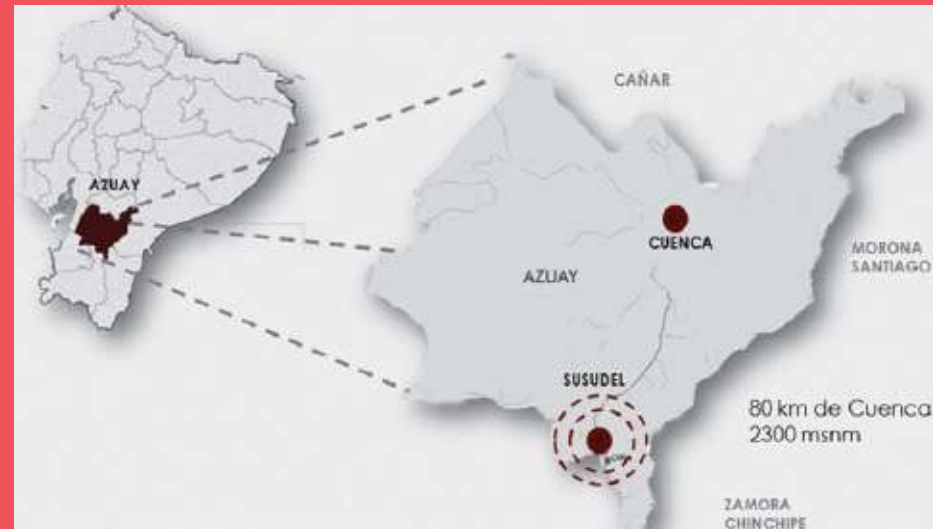 AZUAY
CAÑAR
CUENCA
MORONA
SANTIAGO
AZUAY
SUSUDEL
80 km de Cuenca
2300 msnm
ZAMORA
CHINCHIPE